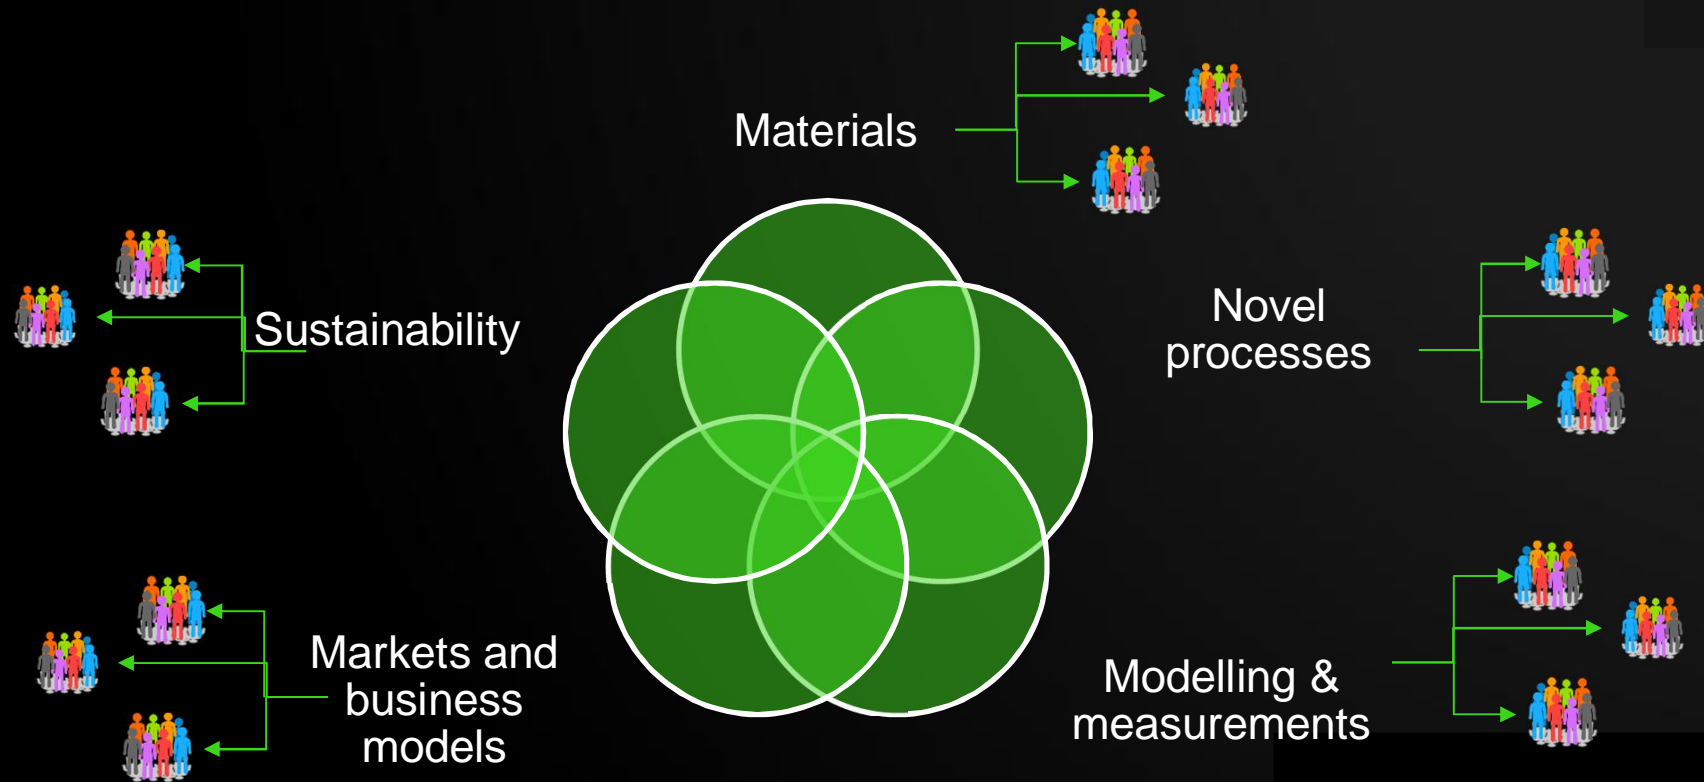 Materials
Novel
processes
Modelling &
measurements
Markets and
business
models
Sustainability